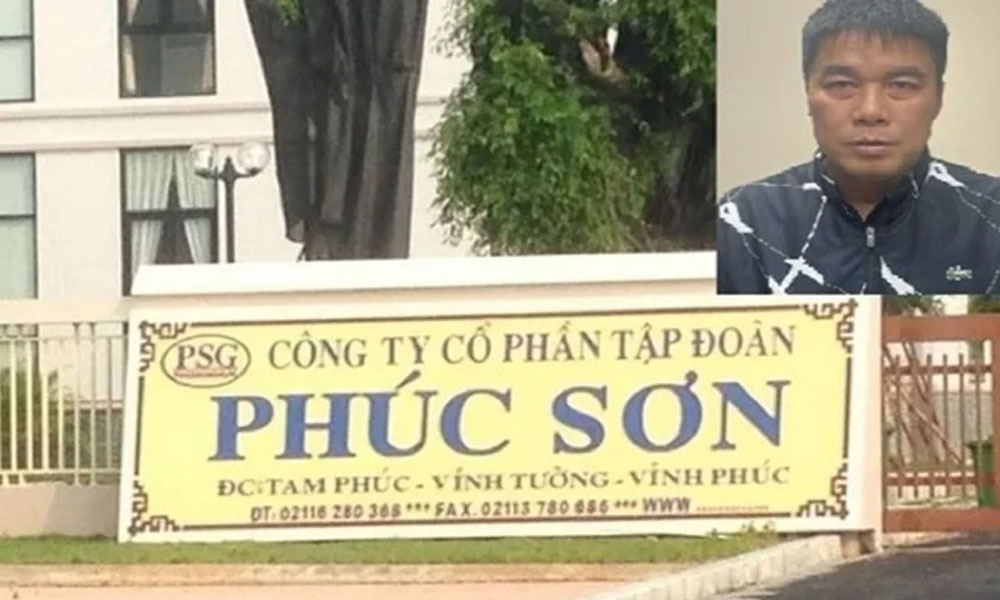 PSG
CÔNG TY CỔ PHẦN TẬP ĐOÀN
PHÚC SƠN
ĐC: TAM PHÚC - VĨNH TƯỜNG - VĨNH PHÚC
ĐT: 02116 280 368 *** FAX. 02113 780 686 *** WWW